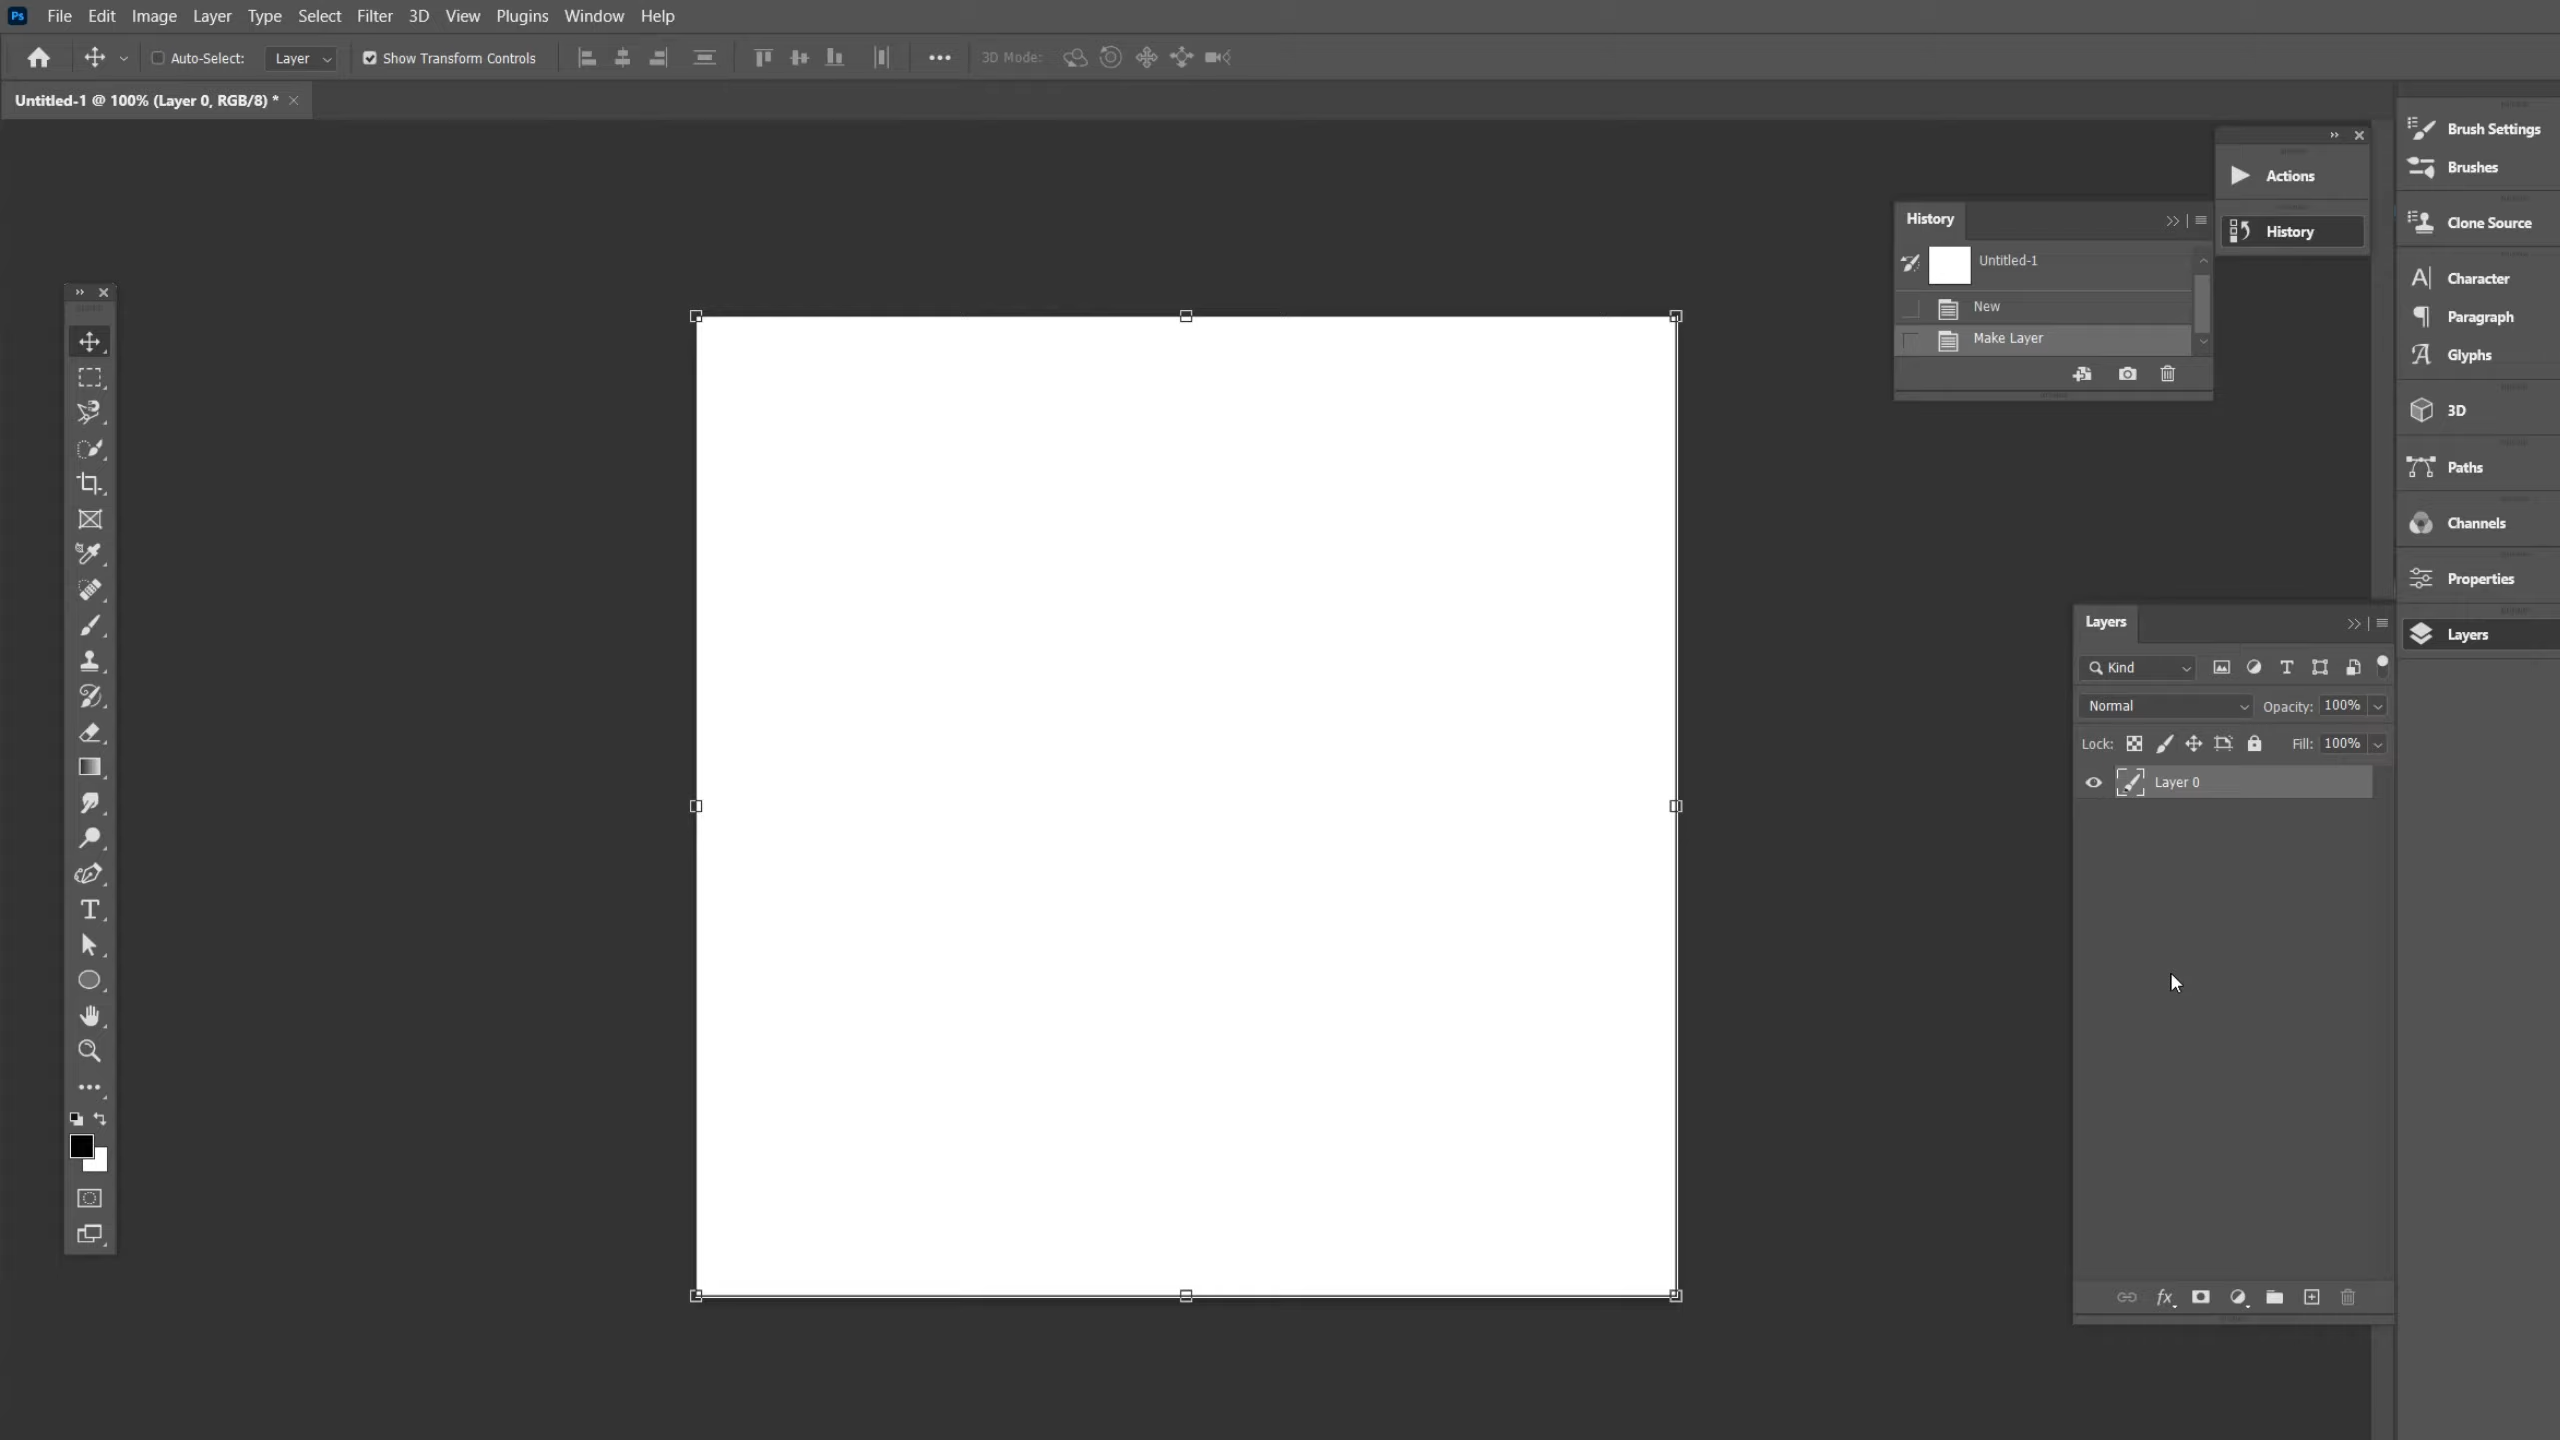 Ps File Edit Image Layer Type Select Filter 3D View Plugins Window Help
Auto-Select: Layer Show Transform Controls 3D Mode:
Untitled-1 @ 100% (Layer 0, RGB/8) *
Brush Settings
Brushes
Actions
History
Clone Source
History
Untitled-1
New
Make Layer
Character
Paragraph
Glyphs
3D
Paths
Channels
Properties
Layers
Layers
Kind
Normal Opacity: 100%
Lock: Fill: 100%
Layer 0
fx